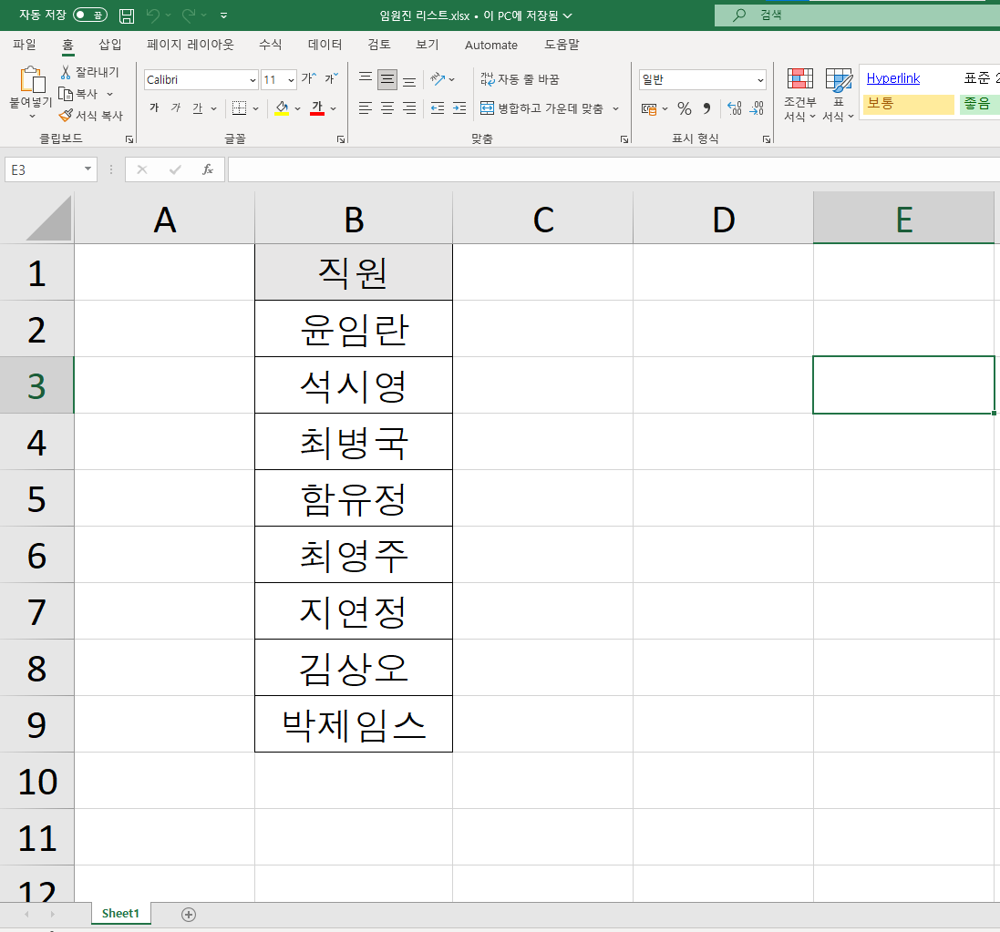 자동 저장 끔 임원진 리스트.xlsx • 이 PC에 저장됨 검색
파일 홈 삽입 페이지 레이아웃 수식 데이터 검토 보기 Automate 도움말
붙여넣기
잘라내기
복사
서식 복사
클립보드
Calibri 11 가 가
가 가 가 가
글꼴
자동 줄 바꿈
병합하고 가운데 맞춤
맞춤
일반
% .00 .00
표시 형식
조건부
서식
표
서식
Hyperlink 표준 2
보통 좋음
E3 fx
A B C D E
1 직원
2 윤임란
3 석시영
4 최병국
5 함유정
6 최영주
7 지연정
8 김상오
9 박제임스
10
11
12
Sheet1